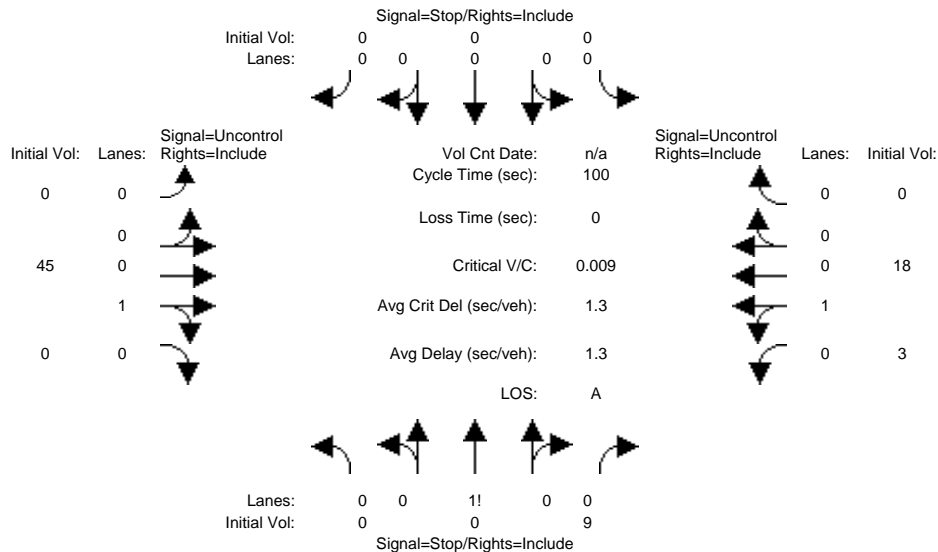 Signal=Stop/Rights=Include
Initial Vol: 0 0 0
Lanes: 0 0 0 0 0
Signal=Uncontrol
Initial Vol: Lanes: Rights=Include
Vol Cnt Date: n/a
Signal=Uncontrol
Rights=Include Lanes: Initial Vol:
Cycle Time (sec): 100
0 0
0 0
Loss Time (sec): 0
0
0
45 0
Critical V/C: 0.009
0 18
1
Avg Crit Del (sec/veh): 1.3
1
0 0
Avg Delay (sec/veh): 1.3
0 3
LOS: A
Lanes: 0 0 1! 0 0
Initial Vol: 0 0 9
Signal=Stop/Rights=Include